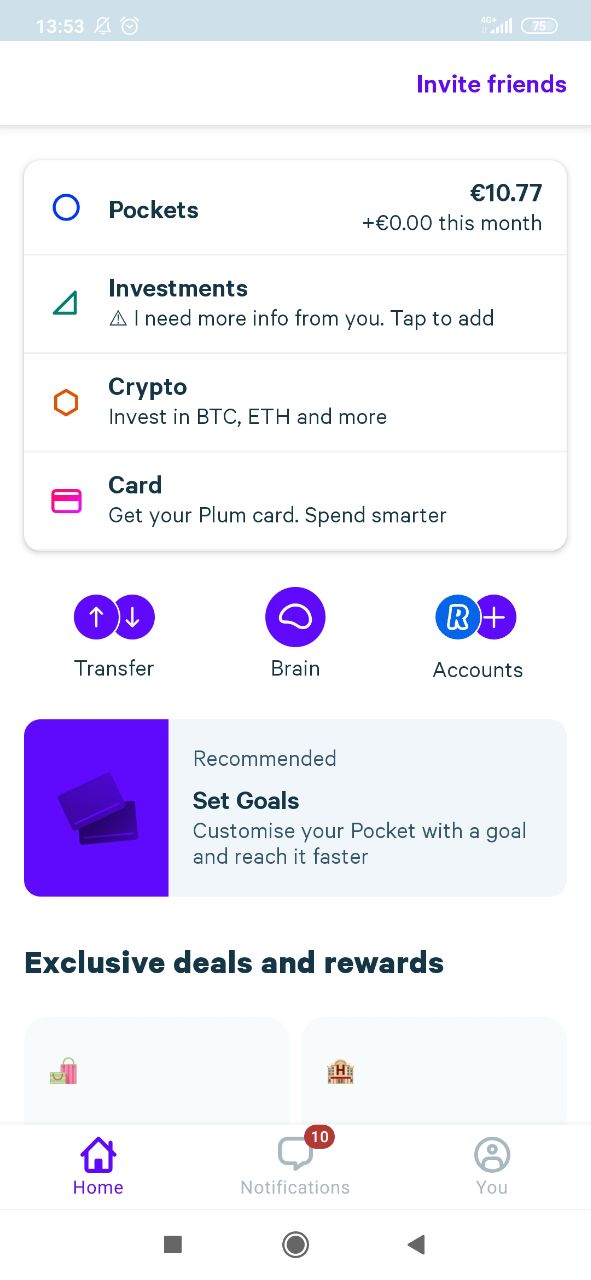 13:53
4G+
75
Invite friends
Pockets
€10.77
+€0.00 this month
Investments
⚠ I need more info from you. Tap to add
Crypto
Invest in BTC, ETH and more
Card
Get your Plum card. Spend smarter
Transfer
Brain
R
Accounts
Recommended
Set Goals
Customise your Pocket with a goal
and reach it faster
Exclusive deals and rewards
H
10
Home
Notifications
You